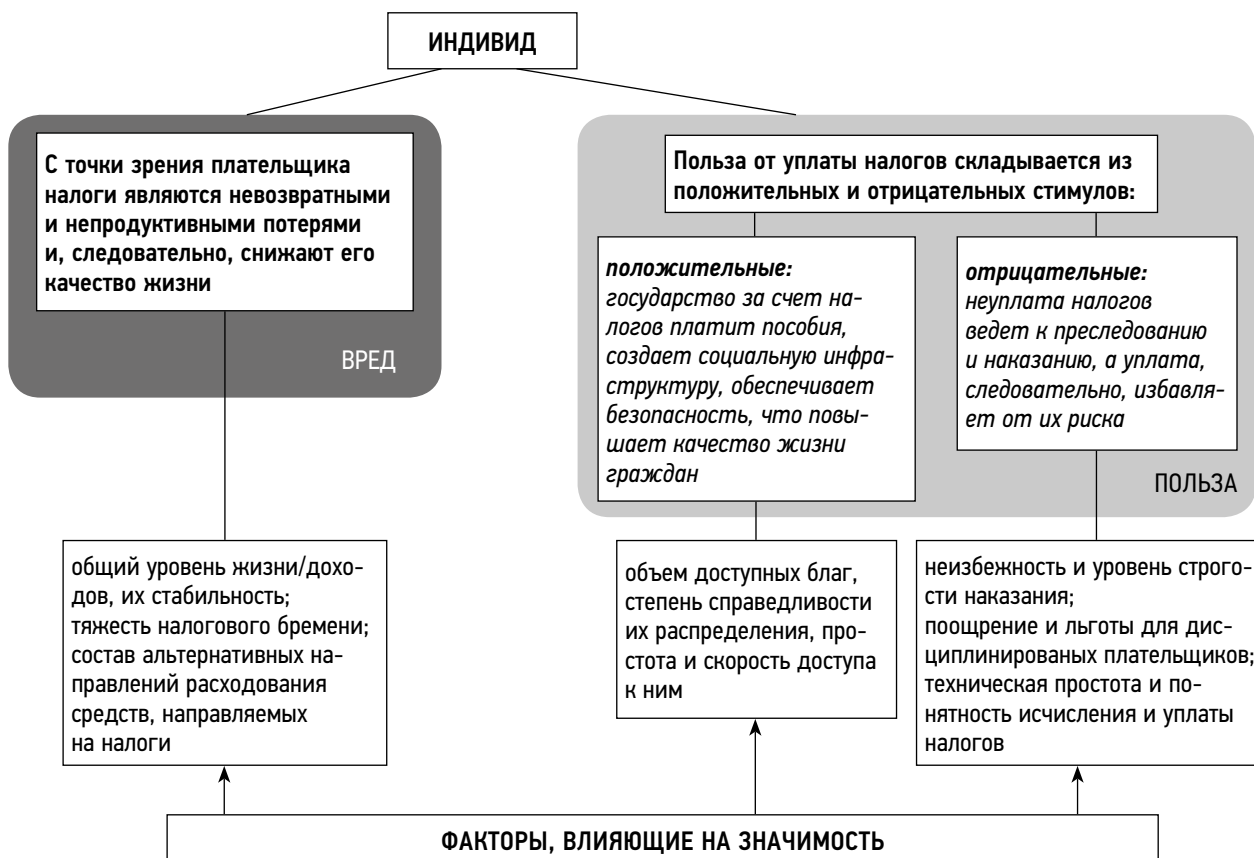 ИНДИВИД
С точки зрения плательщика
налоги являются невозвратными
и непродуктивными потерями
и, следовательно, снижают его
качество жизни
ВРЕД
Польза от уплаты налогов складывается из
положительных и отрицательных стимулов:
положительные:
государство за счет на-
логов платит пособия,
создает социальную инфра-
структуру, обеспечивает
безопасность, что повы-
шает качество жизни
граждан
отрицательные:
неуплата налогов
ведет к преследованию
и наказанию, а уплата,
следовательно, избавля-
ет от их риска
ПОЛЬЗА
общий уровень жизни/дохо-
дов, их стабильность;
тяжесть налогового бремени;
состав альтернативных на-
правлений расходования
средств, направляемых
на налоги
объем доступных благ,
степень справедливости
их распределения, про-
стота и скорость доступа
к ним
неизбежность и уровень строго-
сти наказания;
поощрение и льготы для дис-
циплинированых плательщиков;
техническая простота и по-
нятность исчисления и уплаты
налогов
ФАКТОРЫ, ВЛИЯЮЩИЕ НА ЗНАЧИМОСТЬ